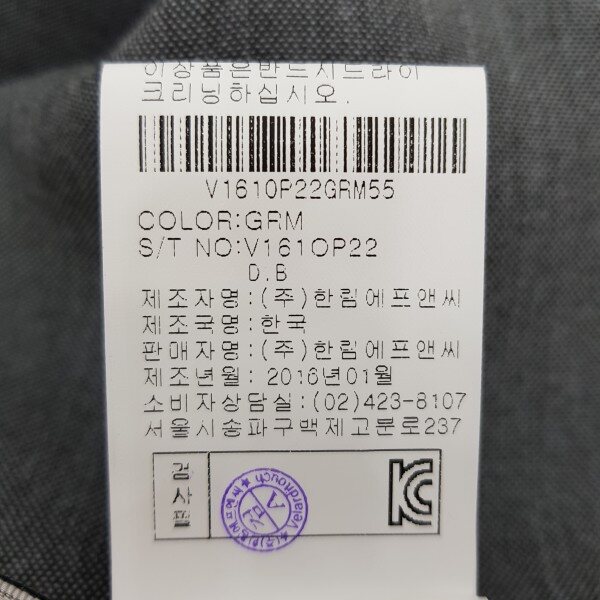 이상품은반드시드라이
크리닝하십시오.
V161OP22GRM55
COLOR:GRM
S/T NO:V161OP22
D.B
제조자명:(주)한림에프앤씨
제조국명:한국
판매자명:(주)한림에프앤씨
제조년월: 2016년01월
소비자상담실:(02)423-8107
서울시송파구백제고분로237
검사필
KC
A